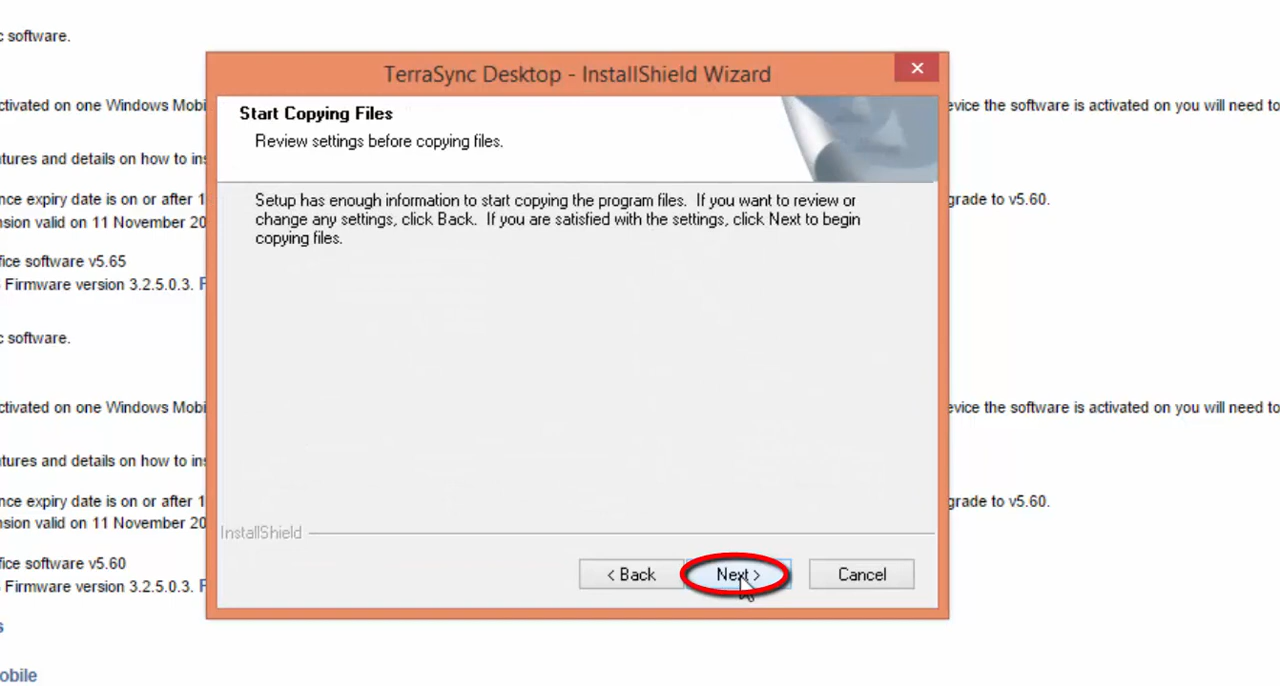 c software.
TerraSync Desktop - InstallShield Wizard
ctivated on one Windows Mobi
evice the software is activated on you will need to
Start Copying Files
Review settings before copying files.
tures and details on how to ins
nce expiry date is on or after 1
grade to v5.60.
nsion valid on 11 November 20
Setup has enough information to start copying the program files. If you want to review or
change any settings, click Back. If you are satisfied with the settings, click Next to begin
copying files.
fice software v5.65
Firmware version 3.2.5.0.3.
c software.
ctivated on one Windows Mobi
evice the software is activated on you will need to
tures and details on how to ins
nce expiry date is on or after 1
grade to v5.60.
nsion valid on 11 November 20
InstallShield
fice software v5.60
Firmware version 3.2.5.0.3.
< Back
Next >
Cancel
s
obile